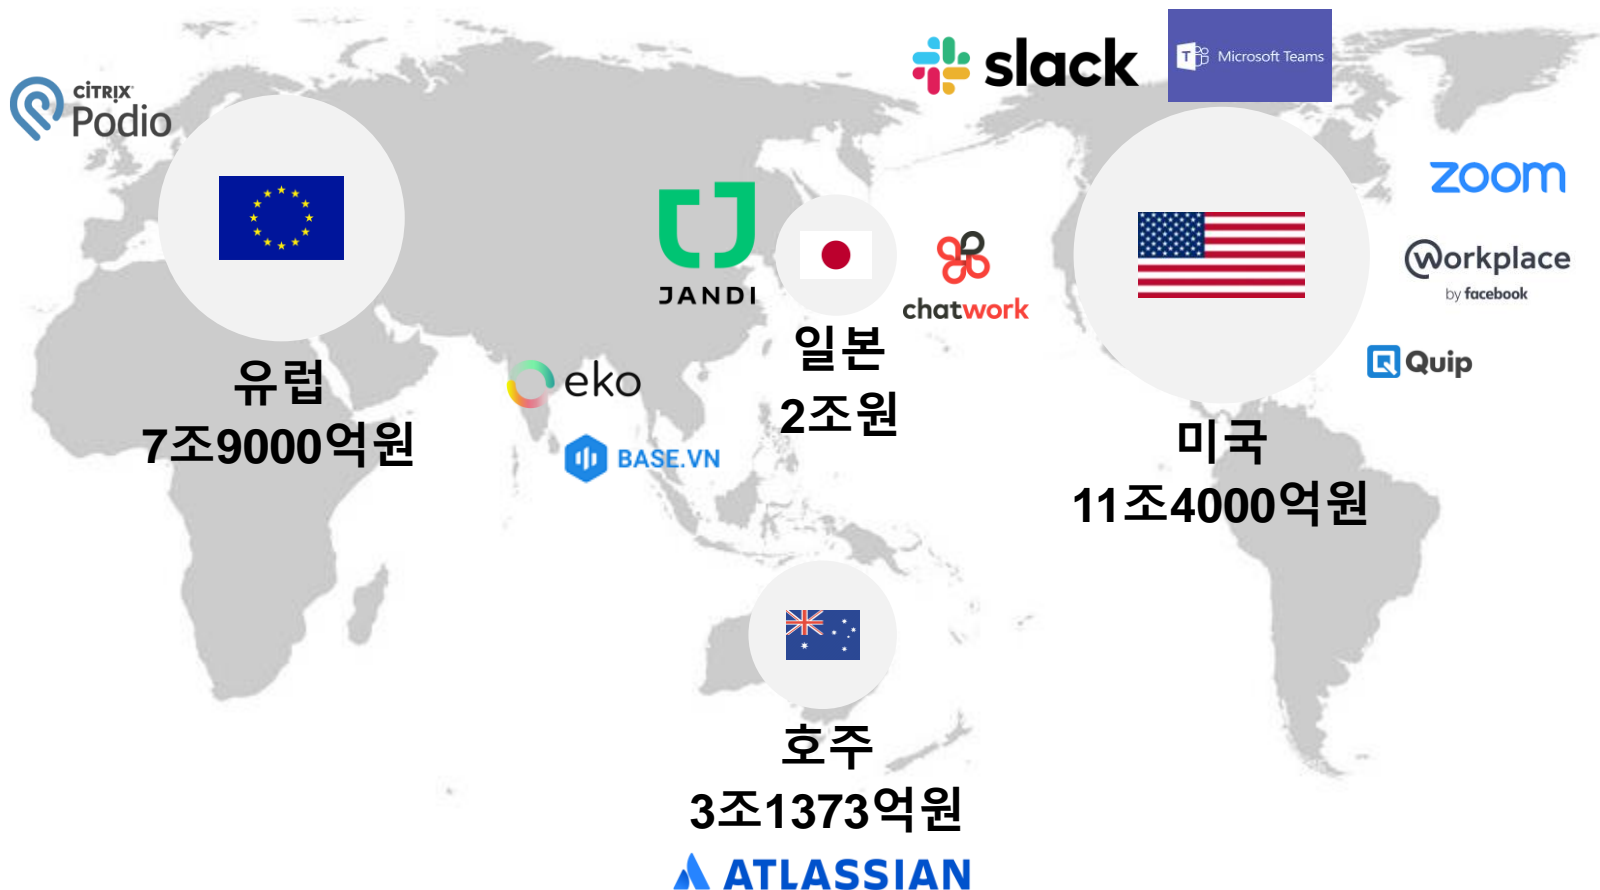 slack
Microsoft Teams
CİTRIX
Podio
zoom
JANDI
chatwork
workplace
by facebook
일본
2조원
Quip
유럽
7조9000억원
eko
BASE.VN
미국
11조4000억원
호주
3조1373억원
ATLASSIAN